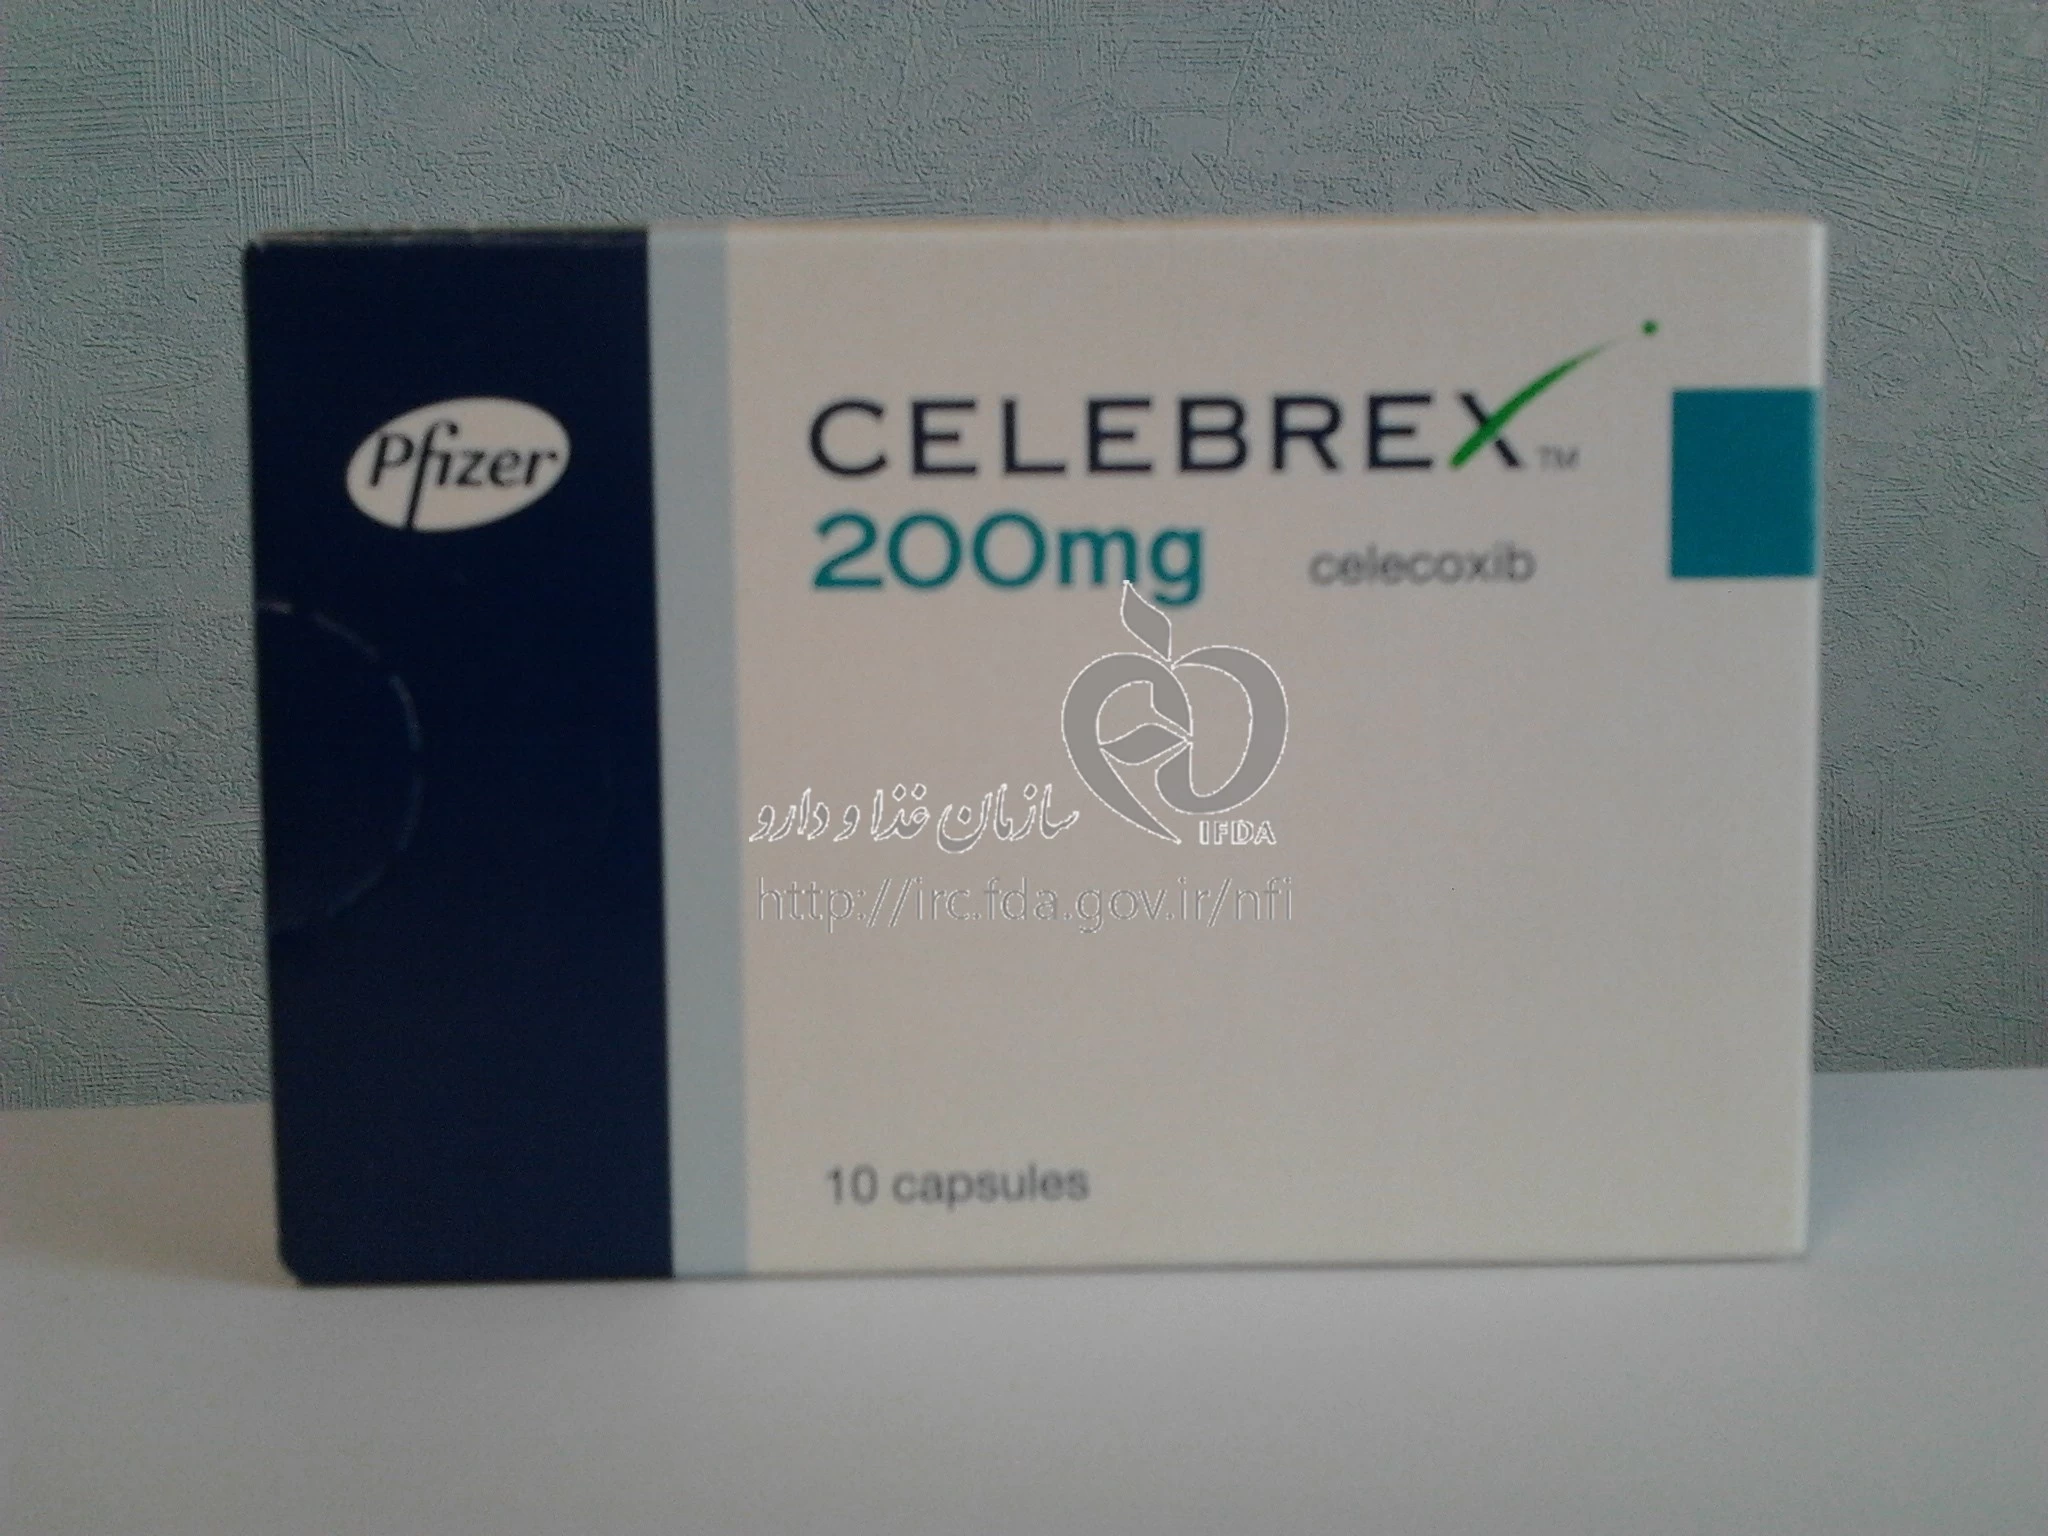 Pfizer
CELEBREX™
200mg celecoxib
IFDA
سازمان غذا و دارو
http://irc.fda.gov.ir/nfi
10 capsules